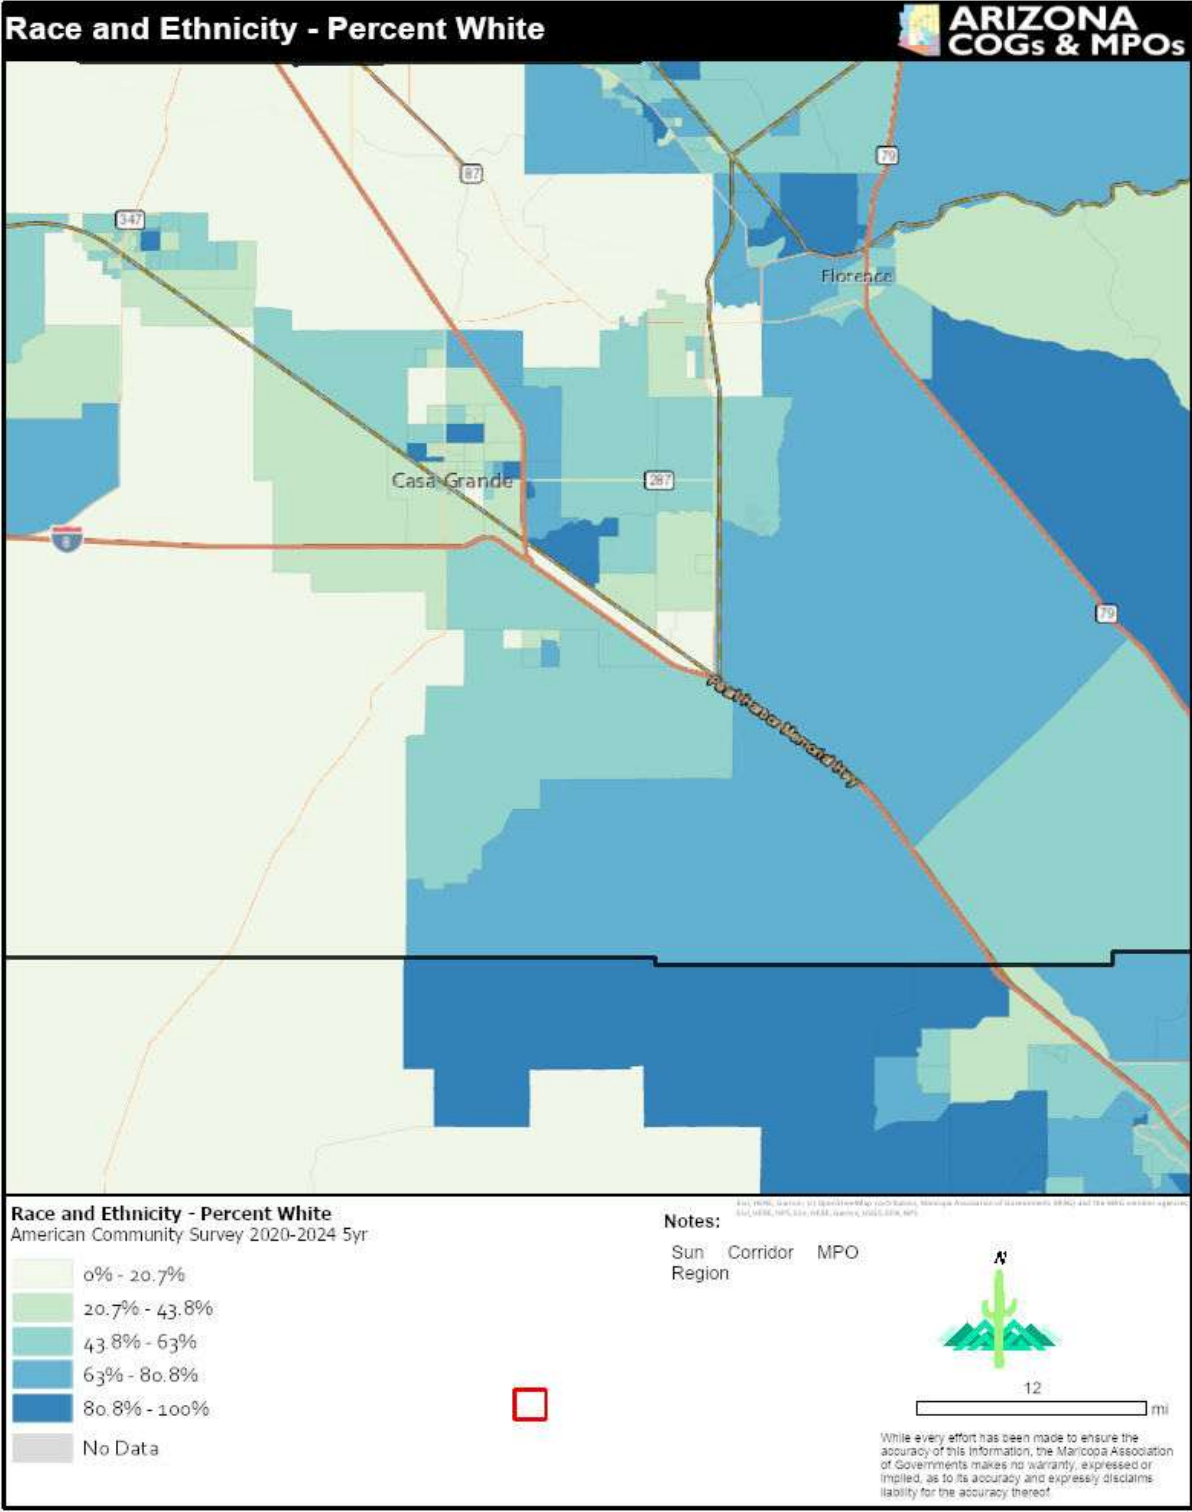 Race and Ethnicity - Percent White
ARIZONA
COGs & MPOs
87
79
347
Florence
Casa Grande
287
8
79
Pearl Harbor Memorial Hwy
Race and Ethnicity - Percent White
American Community Survey 2020-2024 5yr
0% - 20.7%
20.7% - 43.8%
43.8% - 63%
63% - 80.8%
80.8% - 100%
No Data
Notes:
Sun Corridor MPO
Region
N
12
mi
While every effort has been made to ensure the
accuracy of this information, the Maricopa Association
of Governments makes no warranty, expressed or
implied, as to its accuracy and expressly disclaims
liability for the accuracy thereof.